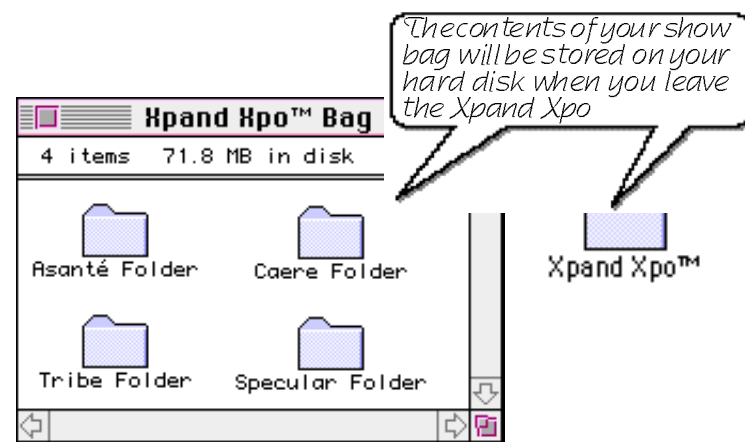 The contents of your show
bag will be stored on your
hard disk when you leave
the Xpand Xpo
Xpand Xpo™ Bag
4 items 71.8 MB in disk
Asanté Folder Caere Folder
Xpand Xpo™
Tribe Folder Specular Folder